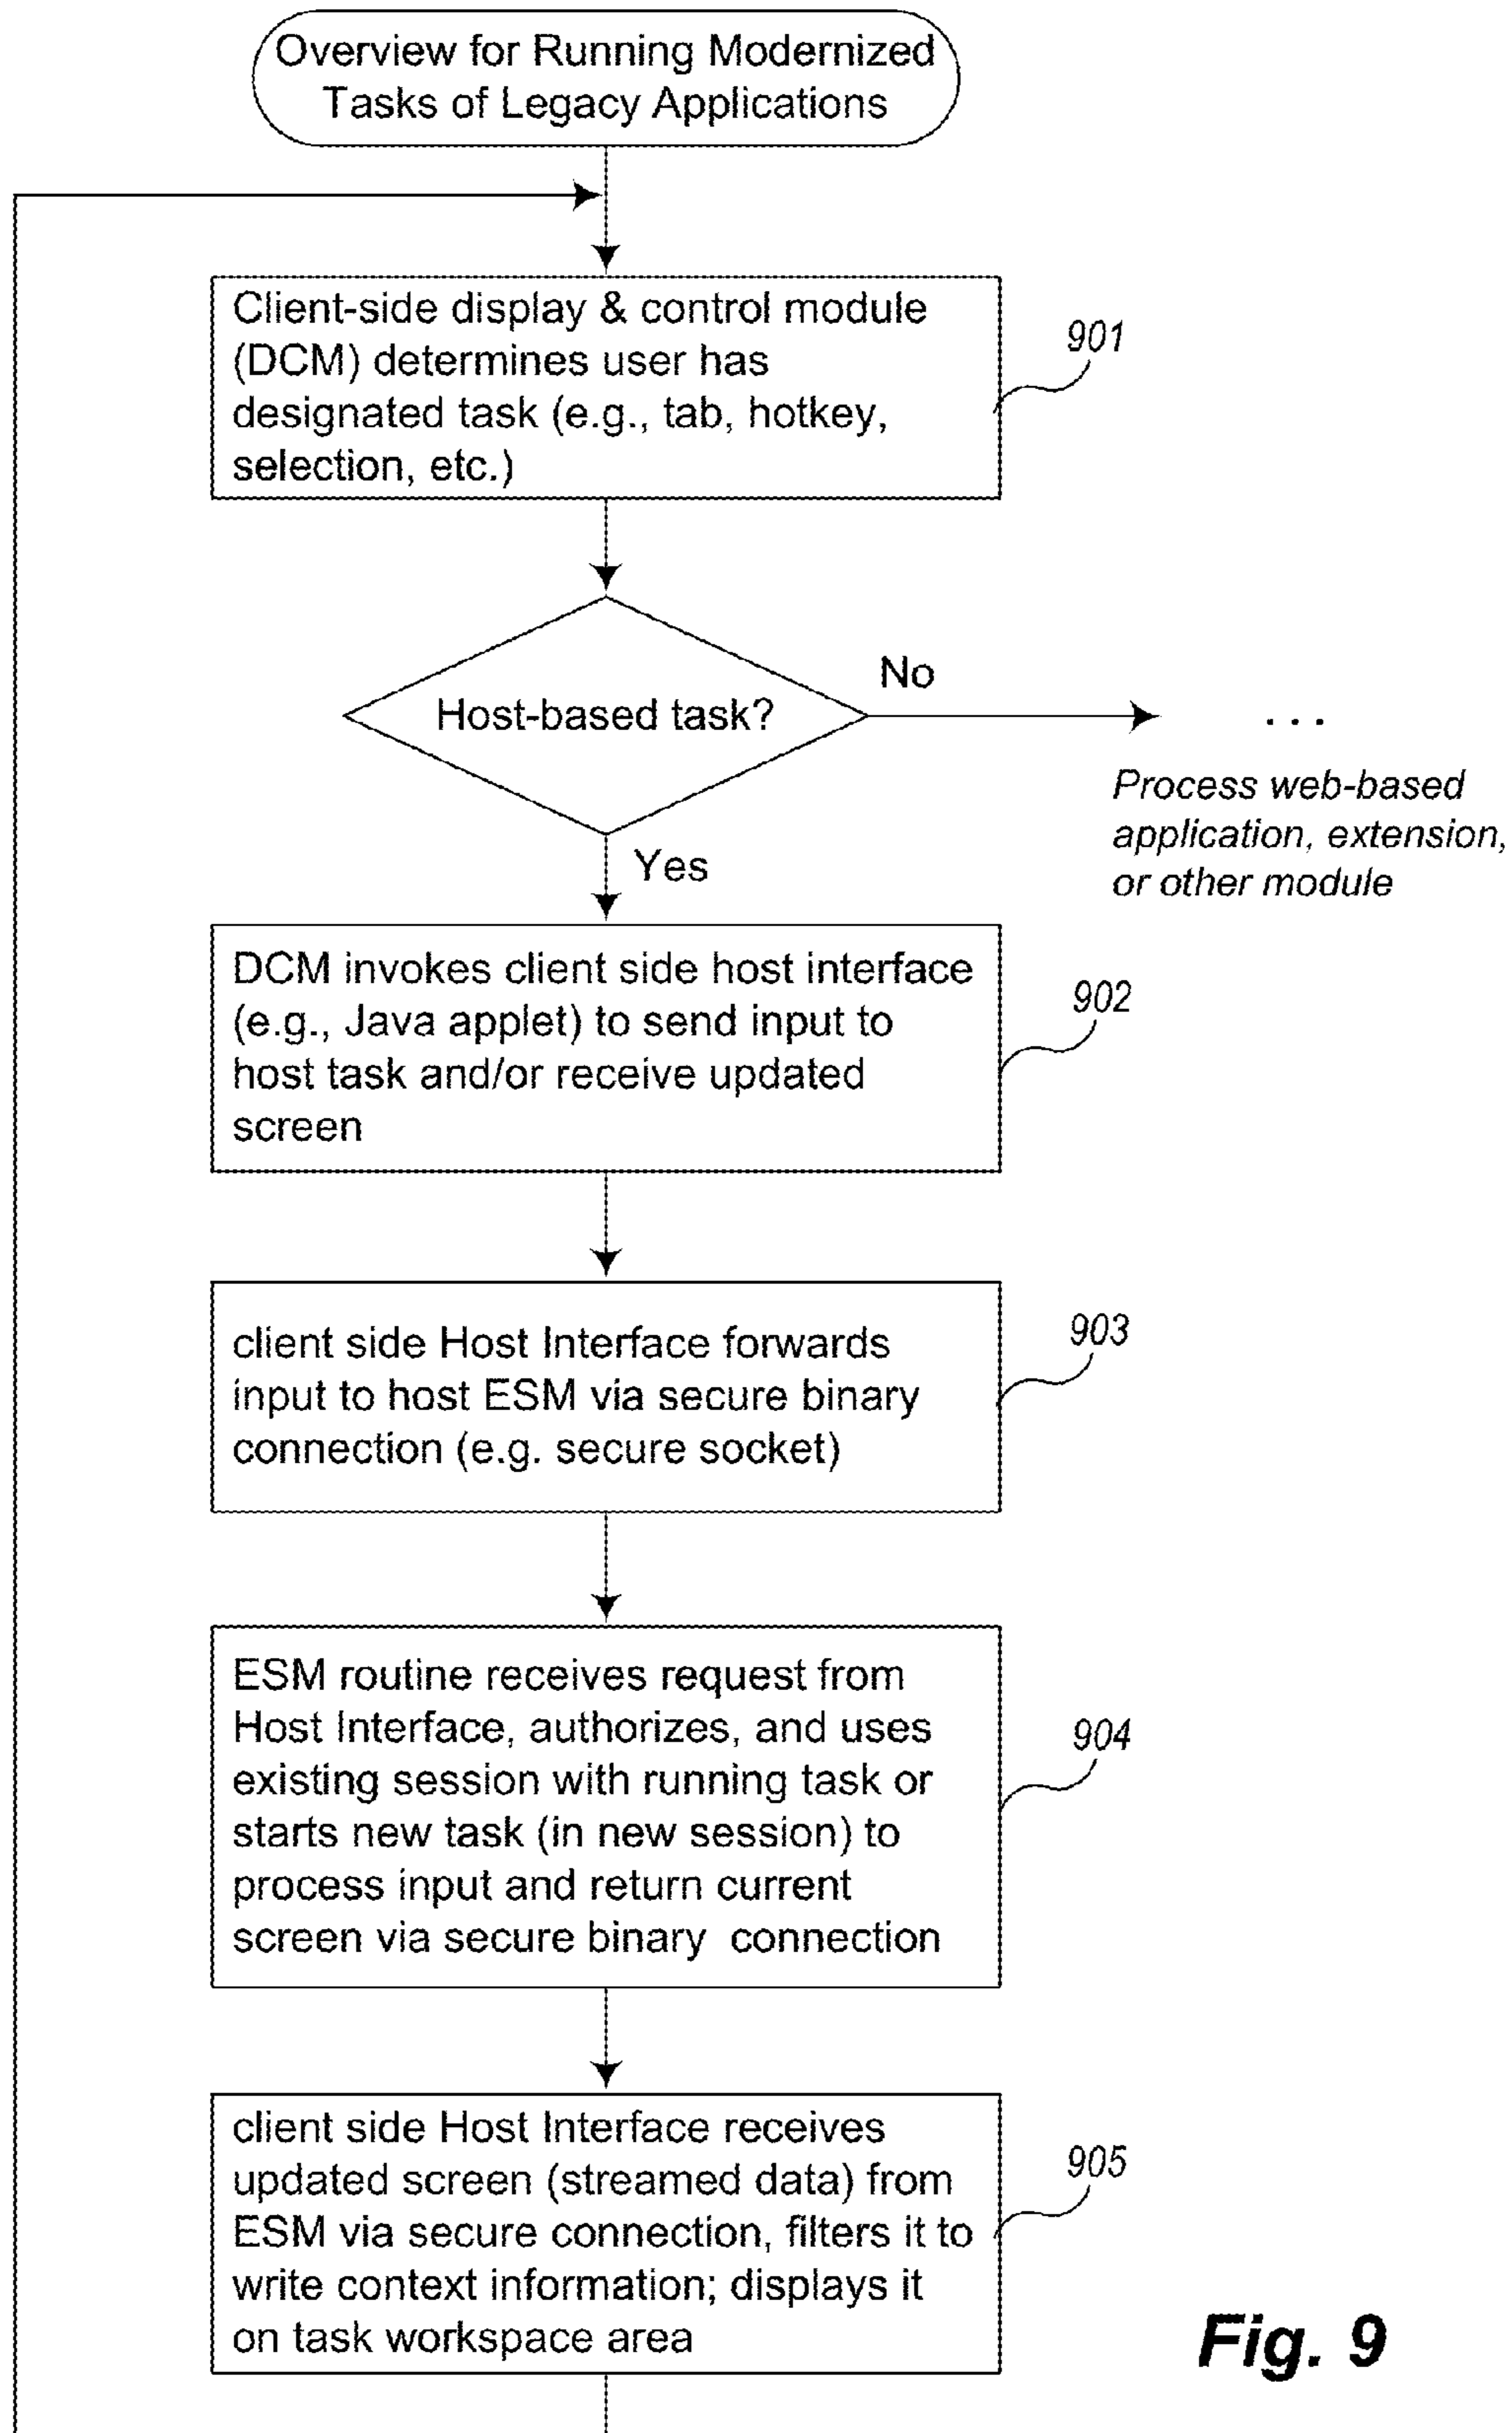 Overview for Running Modernized
Tasks of Legacy Applications
Client-side display & control module
(DCM) determines user has
designated task (e.g., tab, hotkey,
selection, etc.)
901
Host-based task?
No
. . .
Process web-based
application, extension,
or other module
Yes
DCM invokes client side host interface
(e.g., Java applet) to send input to
host task and/or receive updated
screen
902
client side Host Interface forwards
input to host ESM via secure binary
connection (e.g. secure socket)
903
ESM routine receives request from
Host Interface, authorizes, and uses
existing session with running task or
starts new task (in new session) to
process input and return current
screen via secure binary connection
904
client side Host Interface receives
updated screen (streamed data) from
ESM via secure connection, filters it to
write context information; displays it
on task workspace area
905
Fig. 9